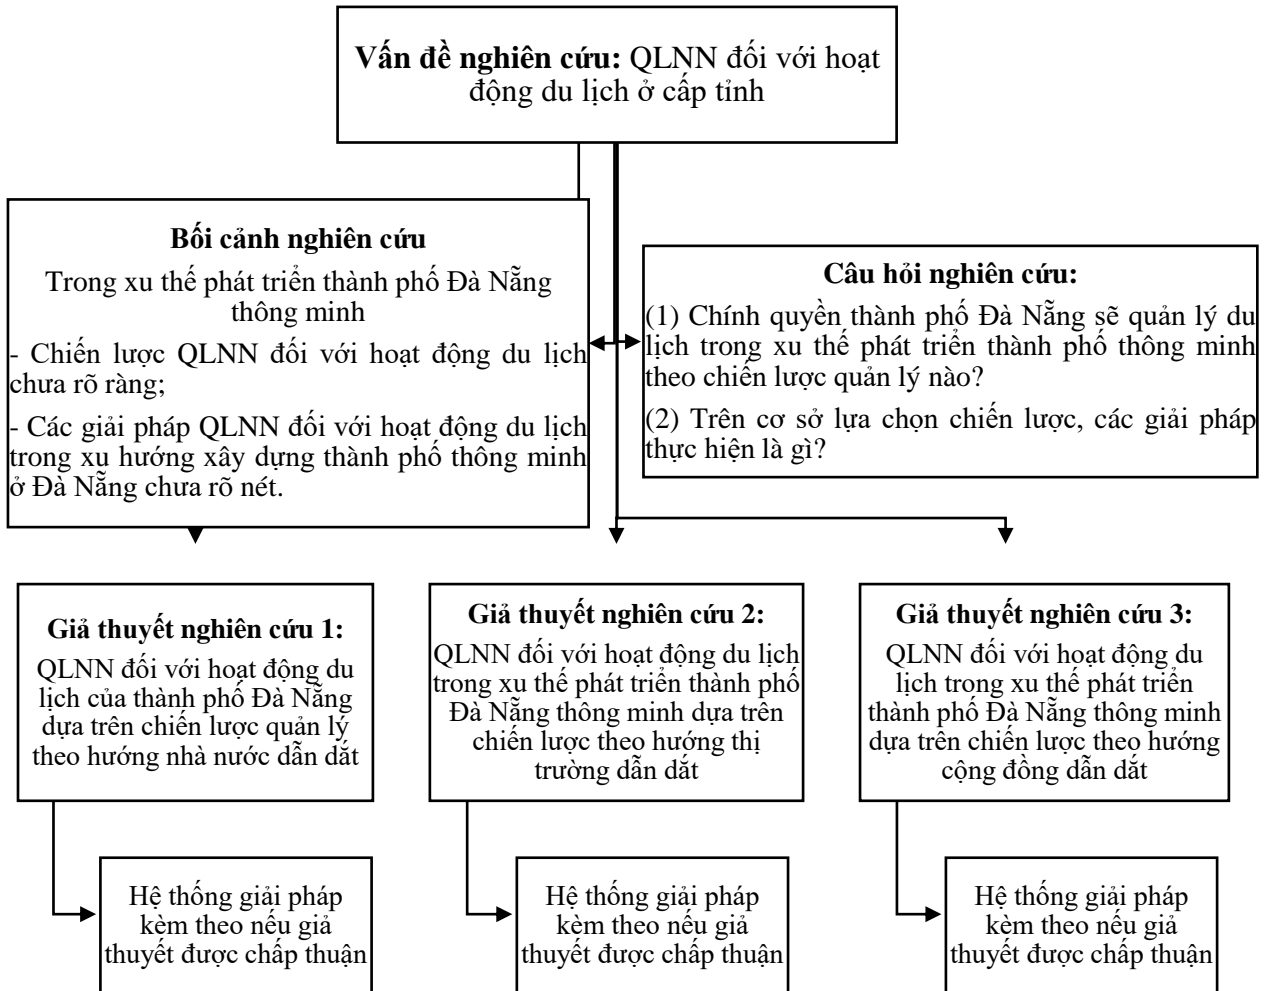 Vấn đề nghiên cứu: QLNN đối với hoạt
động du lịch ở cấp tỉnh
Bối cảnh nghiên cứu
Trong xu thế phát triển thành phố Đà Nẵng
thông minh
- Chiến lược QLNN đối với hoạt động du lịch
chưa rõ ràng;
- Các giải pháp QLNN đối với hoạt động du lịch
trong xu hướng xây dựng thành phố thông minh
ở Đà Nẵng chưa rõ nét.
Câu hỏi nghiên cứu:
(1) Chính quyền thành phố Đà Nẵng sẽ quản lý du
lịch trong xu thế phát triển thành phố thông minh
theo chiến lược quản lý nào?
(2) Trên cơ sở lựa chọn chiến lược, các giải pháp
thực hiện là gì?
Giả thuyết nghiên cứu 1:
QLNN đối với hoạt động du
lịch của thành phố Đà Nẵng
dựa trên chiến lược quản lý
theo hướng nhà nước dẫn dắt
Giả thuyết nghiên cứu 2:
QLNN đối với hoạt động du lịch
trong xu thế phát triển thành phố
Đà Nẵng thông minh dựa trên
chiến lược theo hướng thị
trường dẫn dắt
Giả thuyết nghiên cứu 3:
QLNN đối với hoạt động du
lịch trong xu thế phát triển
thành phố Đà Nẵng thông minh
dựa trên chiến lược theo hướng
cộng đồng dẫn dắt
Hệ thống giải pháp
kèm theo nếu giả
thuyết được chấp thuận
Hệ thống giải pháp
kèm theo nếu giả
thuyết được chấp thuận
Hệ thống giải pháp
kèm theo nếu giả
thuyết được chấp thuận